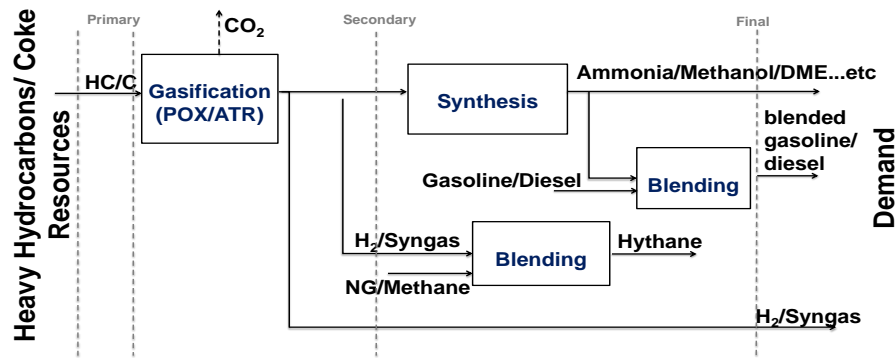 Primary
Secondary
Final
CO2
Heavy Hydrocarbons/ Coke
Resources
HC/C
Gasification
(POX/ATR)
Synthesis
Ammonia/Methanol/DME...etc
blended
gasoline/
diesel
Gasoline/Diesel
Blending
Demand
H2/Syngas
Blending
Hythane
NG/Methane
H2/Syngas